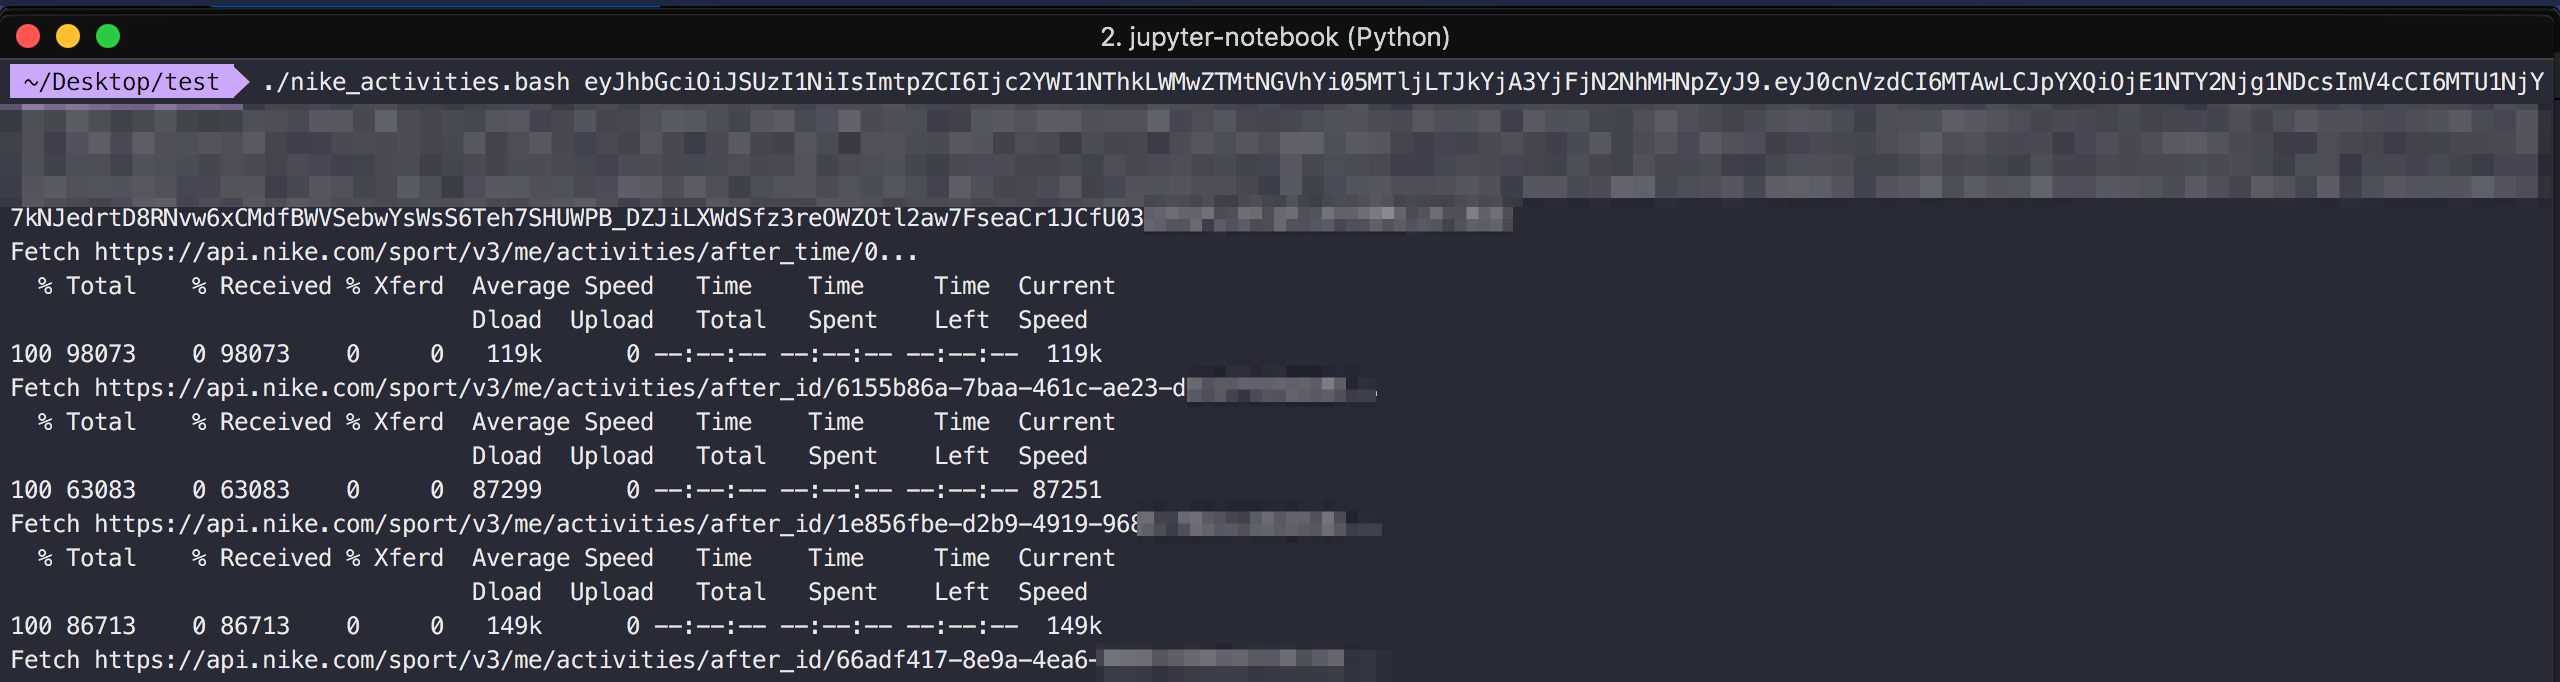 2. jupyter-notebook (Python)
~/Desktop/test ./nike_activities.bash eyJhbGciOiJSUzI1NiIsImtpZCI6Ijc2YWI1NThkLWMwZTMtNGVhYi05MTljLTJkYjA3YjFjN2NhMHNpZyJ9.eyJ0cnVzdCI6MTAwLCJpYXQiOjE1NTY2Njg1NDcsImV4cCI6MTU1NjY
7kNJedrtD8RNvw6xCMdfBWVSebwYsWsS6Teh7SHUWPB_DZJiLXWdSfz3reOWZOtl2aw7FseaCr1JCfU03
Fetch https://api.nike.com/sport/v3/me/activities/after_time/0...
% Total % Received % Xferd Average Speed Time Time Time Current
Dload Upload Total Spent Left Speed
100 98073 0 98073 0 0 119k 0 --:--:-- --:--:-- --:--:-- 119k
Fetch https://api.nike.com/sport/v3/me/activities/after_id/6155b86a-7baa-461c-ae23-d
% Total % Received % Xferd Average Speed Time Time Time Current
Dload Upload Total Spent Left Speed
100 63083 0 63083 0 0 87299 0 --:--:-- --:--:-- --:--:-- 87251
Fetch https://api.nike.com/sport/v3/me/activities/after_id/1e856fbe-d2b9-4919-968
% Total % Received % Xferd Average Speed Time Time Time Current
Dload Upload Total Spent Left Speed
100 86713 0 86713 0 0 149k 0 --:--:-- --:--:-- --:--:-- 149k
Fetch https://api.nike.com/sport/v3/me/activities/after_id/66adf417-8e9a-4ea6-